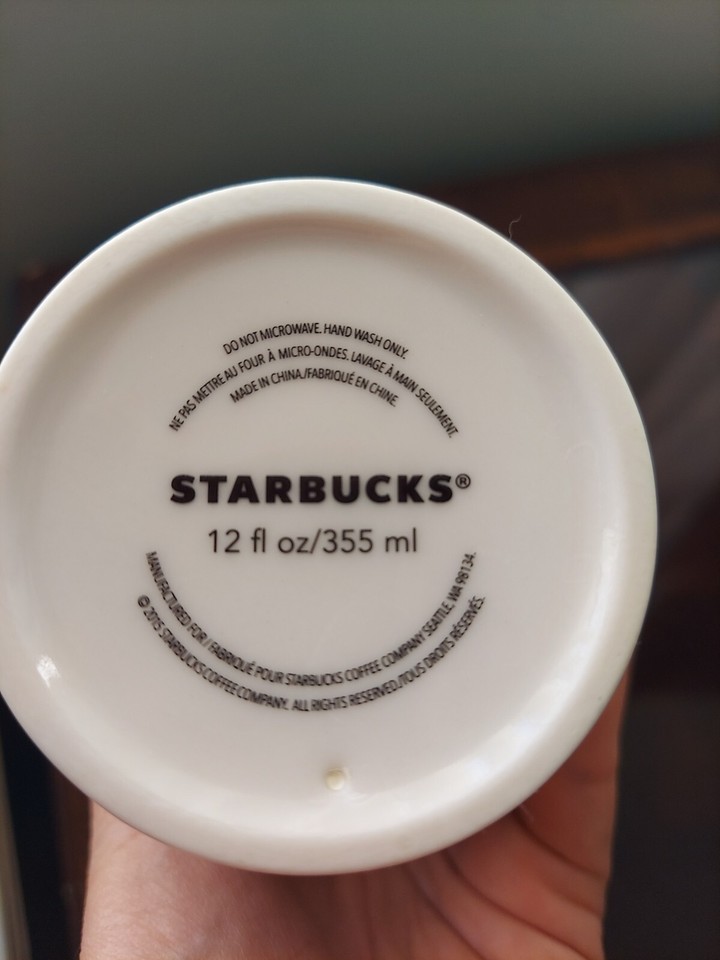 DO NOT MICROWAVE. HAND WASH ONLY.
NE PAS METTRE AU FOUR À MICRO-ONDES. LAVAGE À MAIN SEULEMENT.
MADE IN CHINA./FABRIQUÉ EN CHINE.
STARBUCKS®
12 fl oz/355 ml
MANUFACTURED FOR / FABRIQUÉ POUR STARBUCKS COFFEE COMPANY SEATTLE, WA 98134.
© 2015 STARBUCKS COFFEE COMPANY. ALL RIGHTS RESERVED./TOUS DROITS RÉSERVÉS.